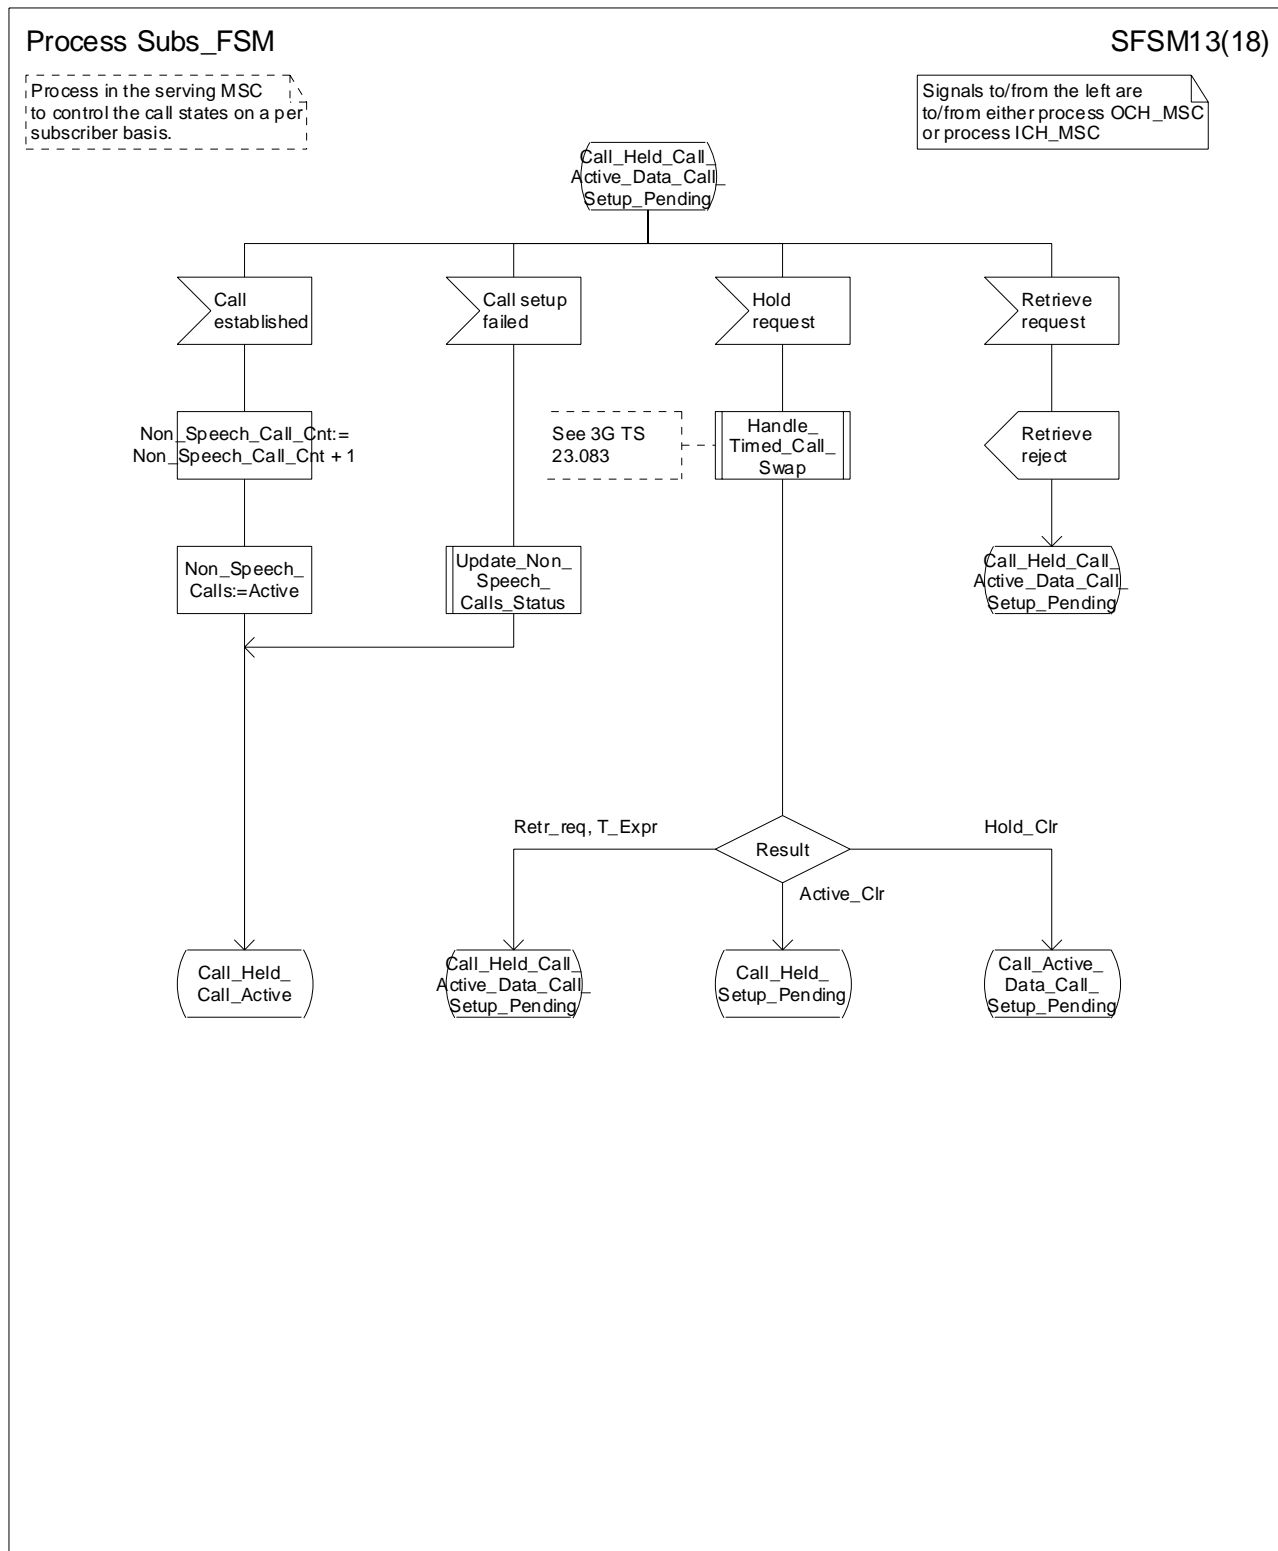 Process Subs_FSM
SFSM13(18)
Process in the serving MSC
to control the call states on a per
subscriber basis.
Signals to/from the left are
to/from either process OCH_MSC
or process ICH_MSC
Call_Held_Call_
Active_Data_Call_
Setup_Pending
Call
established
Call setup
failed
Hold
request
Retrieve
request
Non_Speech_Call_Cnt:=
Non_Speech_Call_Cnt + 1
See 3G TS
23.083
Handle_
Timed_Call_
Swap
Retrieve
reject
Non_Speech_
Calls:=Active
Update_Non_
Speech_
Calls_Status
Call_Held_Call_
Active_Data_Call_
Setup_Pending
Retr_req, T_Expr
Result
Hold_Clr
Active_Clr
Call_Held_
Call_Active
Call_Held_Call_
Active_Data_Call_
Setup_Pending
Call_Held_
Setup_Pending
Call_Active_
Data_Call_
Setup_Pending